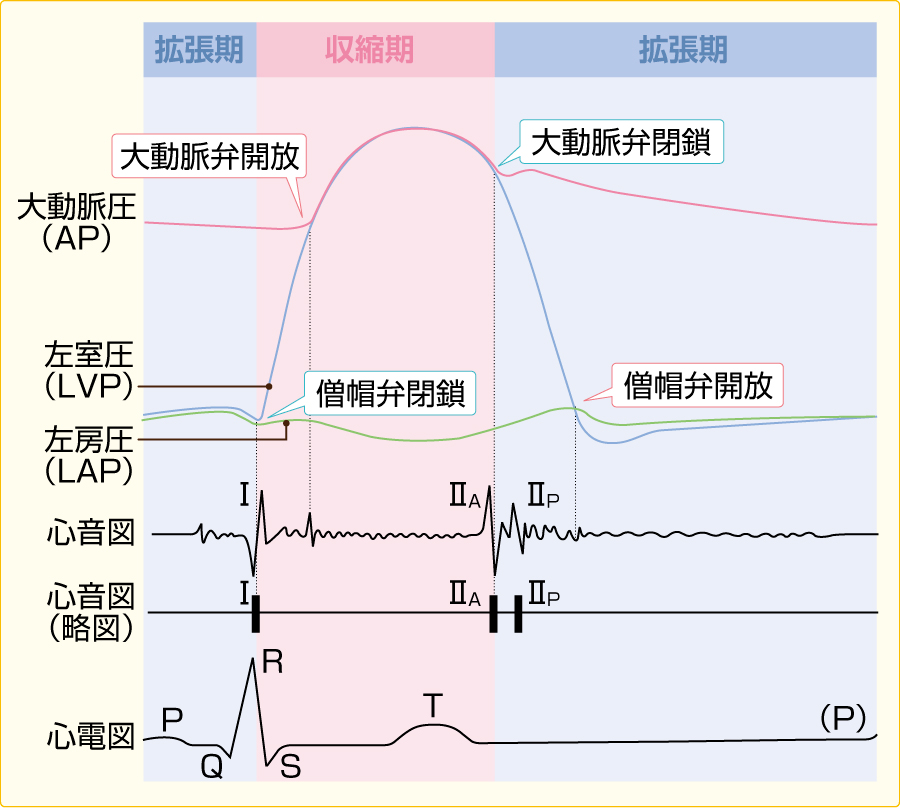 拡張期
収縮期
拡張期
大動脈弁開放
大動脈弁閉鎖
大動脈圧
(AP)
左室圧
(LVP)
僧帽弁閉鎖
僧帽弁開放
左房圧
(LAP)
心音図
I
IIA
IIP
心音図
(略図)
I
IIA
IIP
心電図
P
Q
R
S
T
(P)